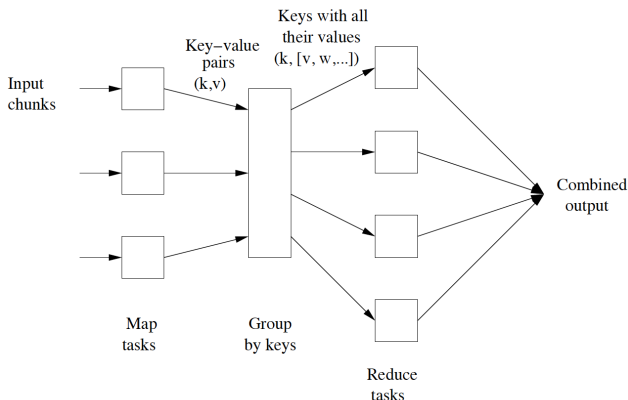 Input
chunks
Key−value
pairs
(k,v)
Keys with all
their values
(k, [v, w,...])
Combined
output
Map
tasks
Group
by keys
Reduce
tasks